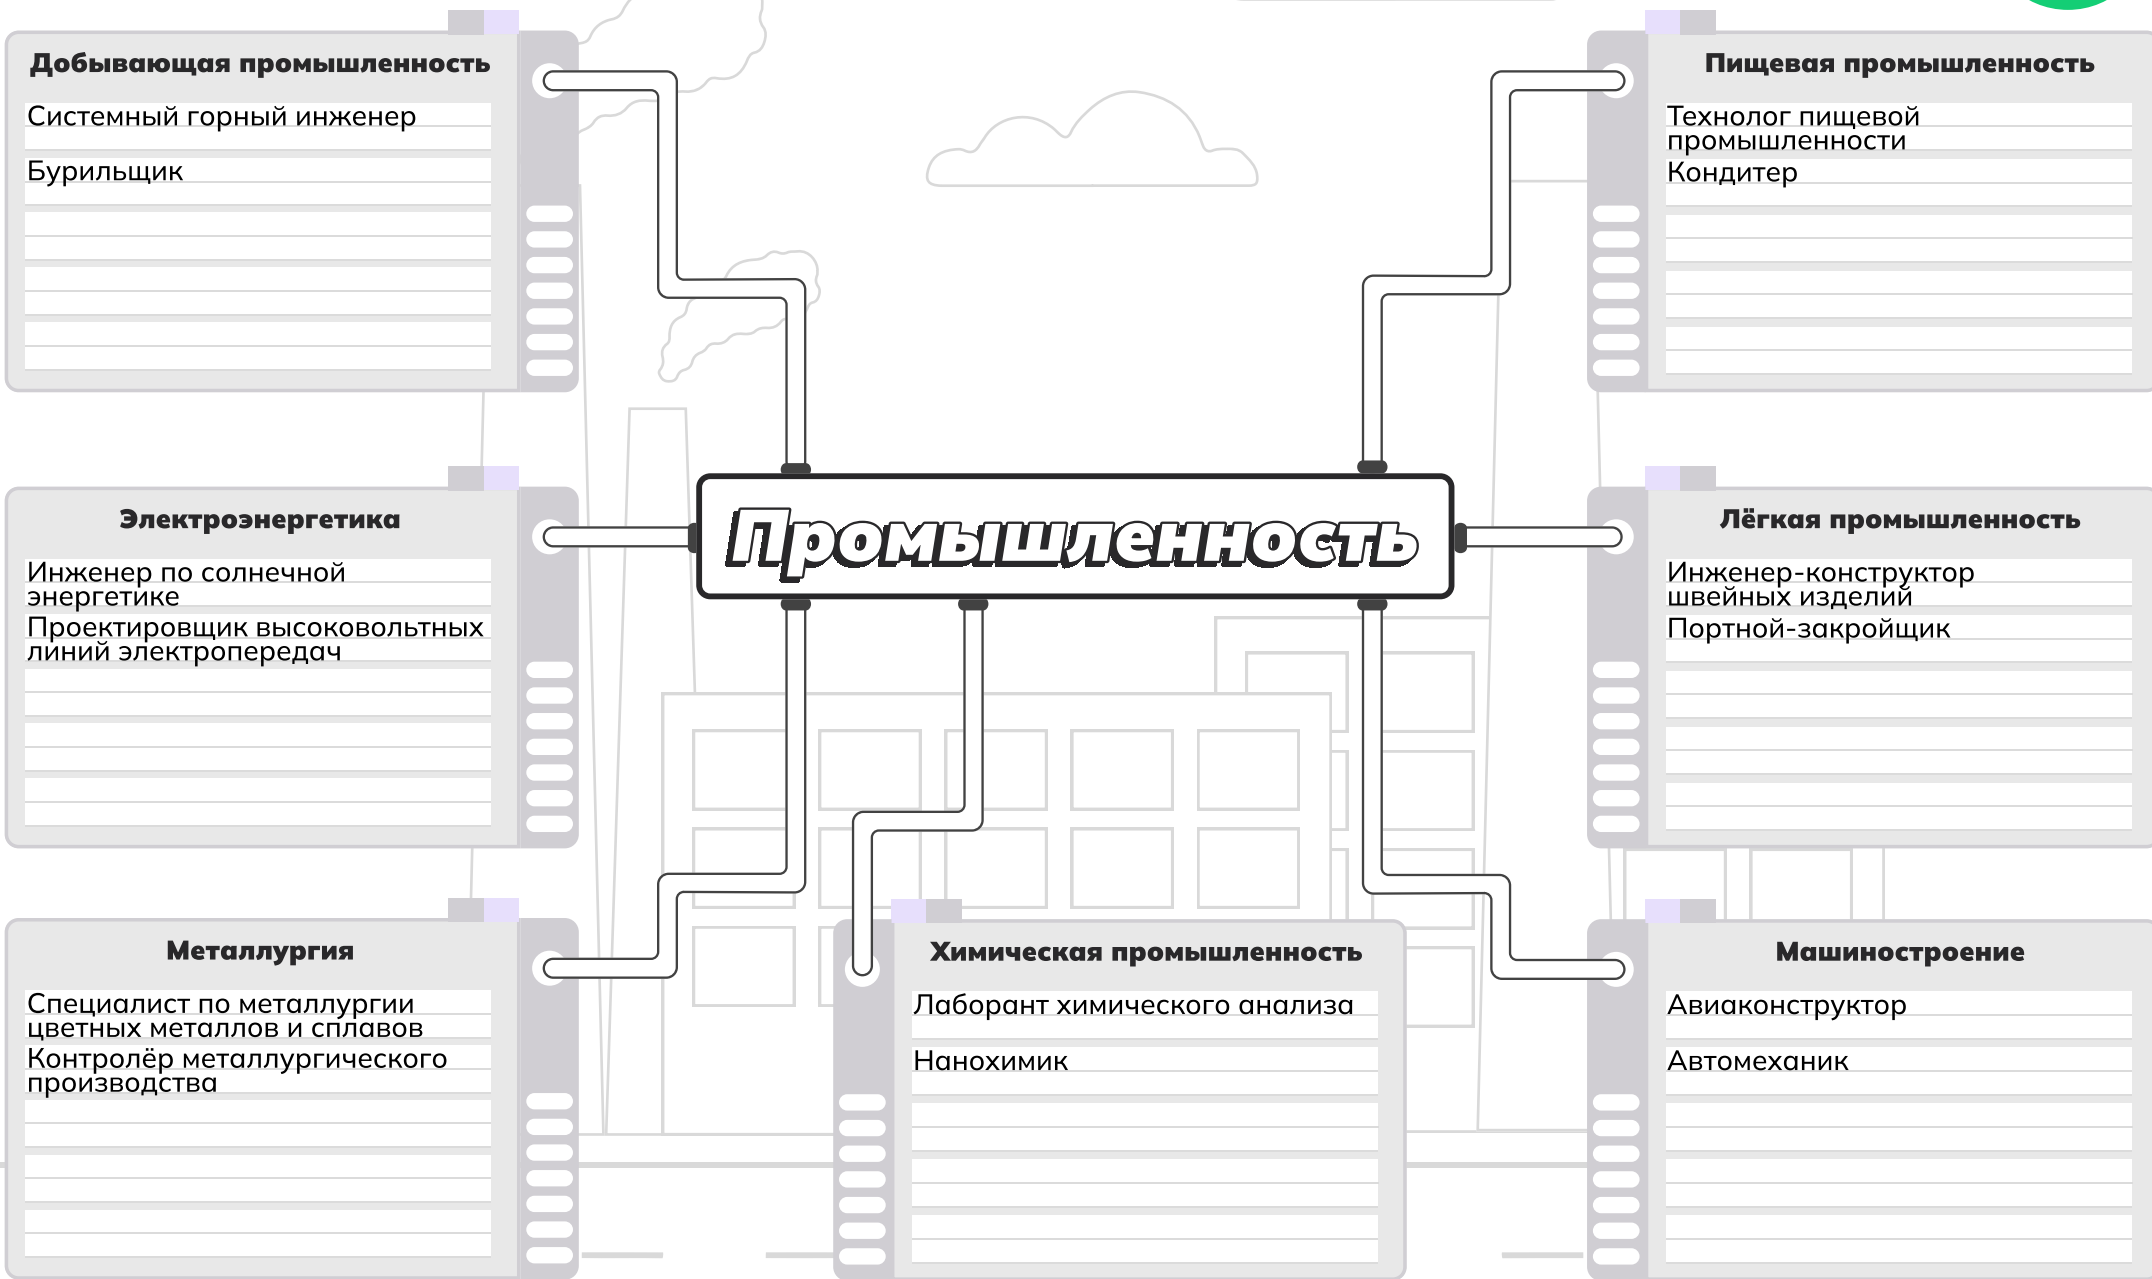 Добывающая промышленность
Системный горный инженер
Бурильщик
Пищевая промышленность
Технолог пищевой
промышленности
Кондитер
Промышленность
Электроэнергетика
Инженер по солнечной
энергетике
Проектировщик высоковольтных
линий электропередач
Лёгкая промышленность
Инженер-конструктор
швейных изделий
Портной-закройщик
Металлургия
Специалист по металлургии
цветных металлов и сплавов
Контролёр металлургического
производства
Химическая промышленность
Лаборант химического анализа
Нанохимик
Машиностроение
Авиаконструктор
Автомеханик